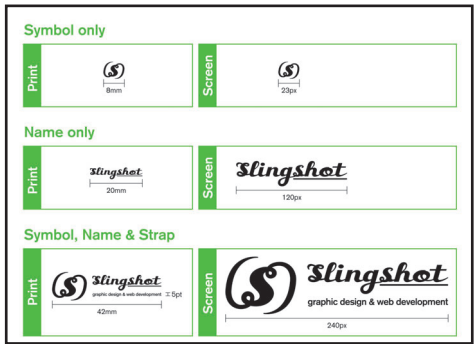 Symbol only
Print
S
8mm
Screen
S
23px
Name only
Print
Slingshot
20mm
Screen
Slingshot
120px
Symbol, Name & Strap
Print
S
Slingshot
graphic design & web development
5pt
42mm
Screen
S
Slingshot
graphic design & web development
240px